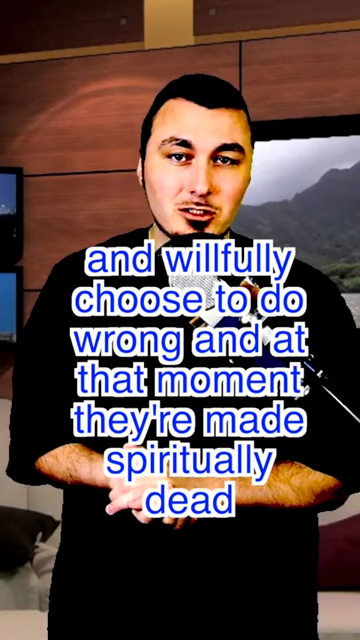 and willfully
choose to do
wrong and at
that moment
they're made
spiritually
dead